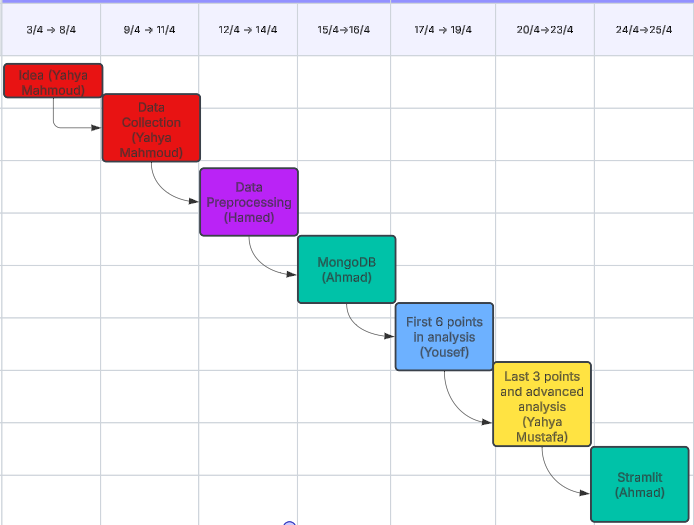 3/4 → 8/4
9/4 → 11/4
12/4 → 14/4
15/4→16/4
17/4 → 19/4
20/4→23/4
24/4→25/4
Idea (Yahya
Mahmoud)
Data
Collection
(Yahya
Mahmoud)
Data
Preprocessing
(Hamed)
MongoDB
(Ahmad)
First 6 points
in analysis
(Yousef)
Last 3 points
and advanced
analysis
(Yahya
Mustafa)
Stramlit
(Ahmad)